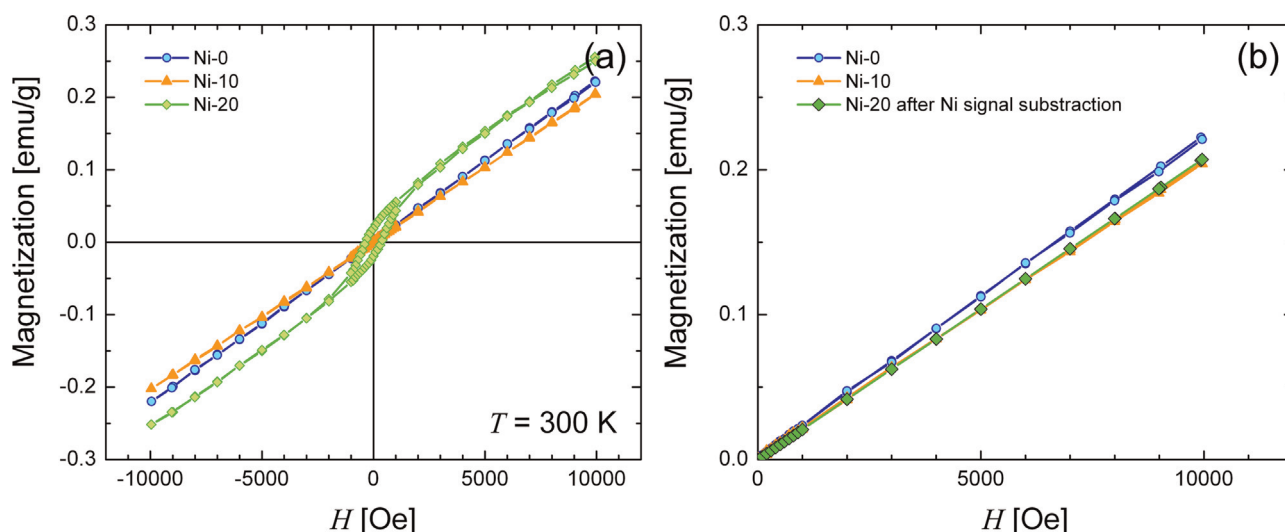 (a)
Ni-0
Ni-10
Ni-20
Magnetization [emu/g]
0.3
0.2
0.1
0.0
-0.1
-0.2
-0.3
-10000 -5000 0 5000 10000
T = 300 K
H [Oe]
(b)
Ni-0
Ni-10
Ni-20 after Ni signal substraction
Magnetization [emu/g]
0.3
0.2
0.1
0.0
0 5000 10000
H [Oe]